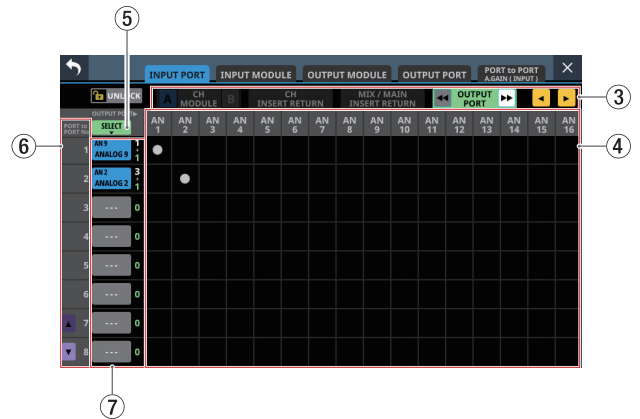 ⑤
INPUT PORT INPUT MODULE OUTPUT MODULE OUTPUT PORT PORT to PORT A.GAIN ( INPUT ) ×
UNLOCK A CH MODULE B CH INSERT RETURN MIX / MAIN INSERT RETURN OUTPUT PORT ③
OUTPUT PORT▶
PORT to PORT No SELECT AN 1 AN 2 AN 3 AN 4 AN 5 AN 6 AN 7 AN 8 AN 9 AN 10 AN 11 AN 12 AN 13 AN 14 AN 15 AN 16
⑥ ④
1 AN 9 ANALOG 9 1 1
2 AN 2 ANALOG 2 3 1
3 --- 0
4 --- 0
5 --- 0
6 --- 0
▲ 7 --- 0
▼ 8 --- 0
⑦